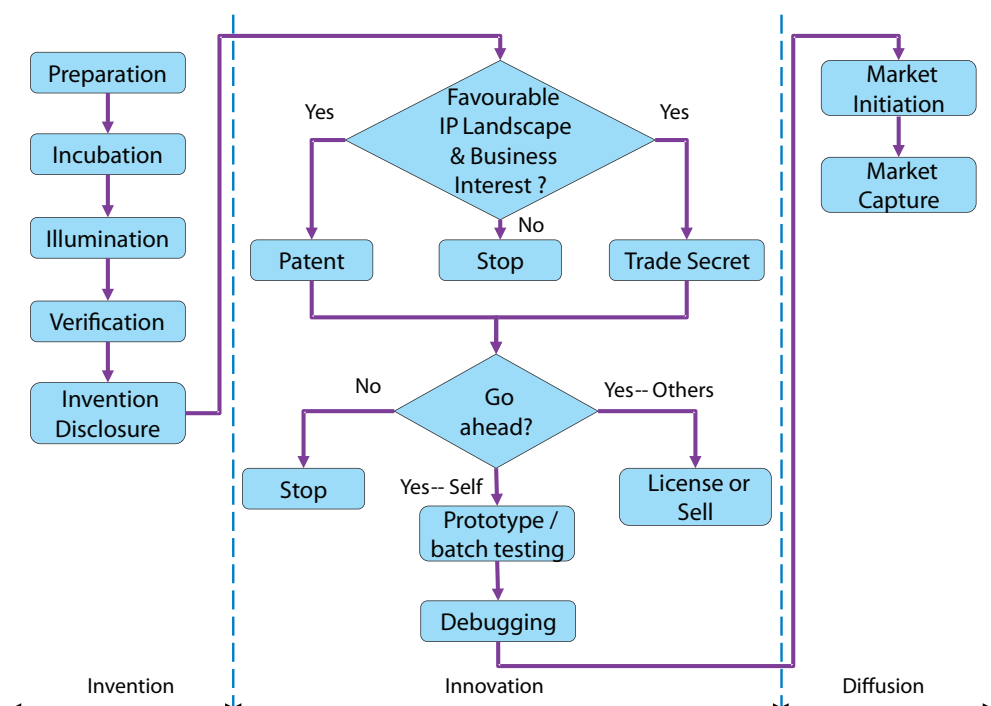 Preparation
Incubation
Illumination
Verification
Invention
Disclosure
Favourable
IP Landscape
& Business
Interest ?
Yes
Yes
No
Patent
Stop
Trade Secret
Go
ahead?
No
Yes-- Others
Yes-- Self
Stop
License or
Sell
Prototype /
batch testing
Debugging
Market
Initiation
Market
Capture
Invention
Innovation
Diffusion